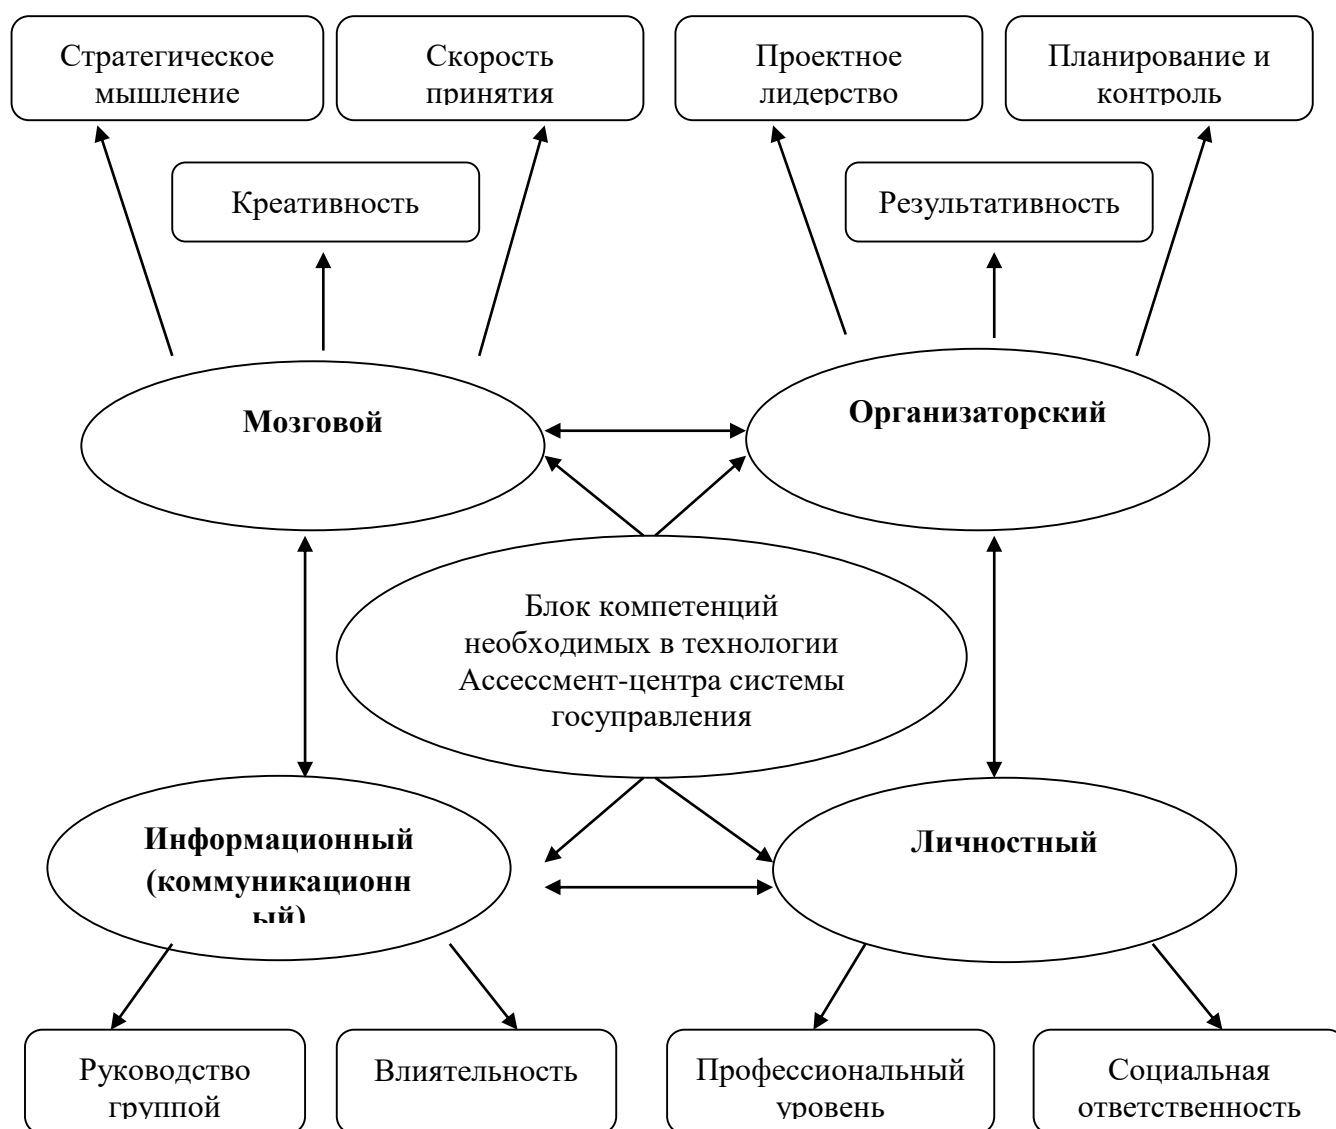 Стратегическое
мышление
Скорость
принятия
Проектное
лидерство
Планирование и
контроль
Креативность
Результативность
Мозговой
Организаторский
Блок компетенций
необходимых в технологии
Ассессмент-центра системы
госуправления
Информационный
(коммуникационн
ый)
Личностный
Руководство
группой
Влиятельность
Профессиональный
уровень
Социальная
ответственность